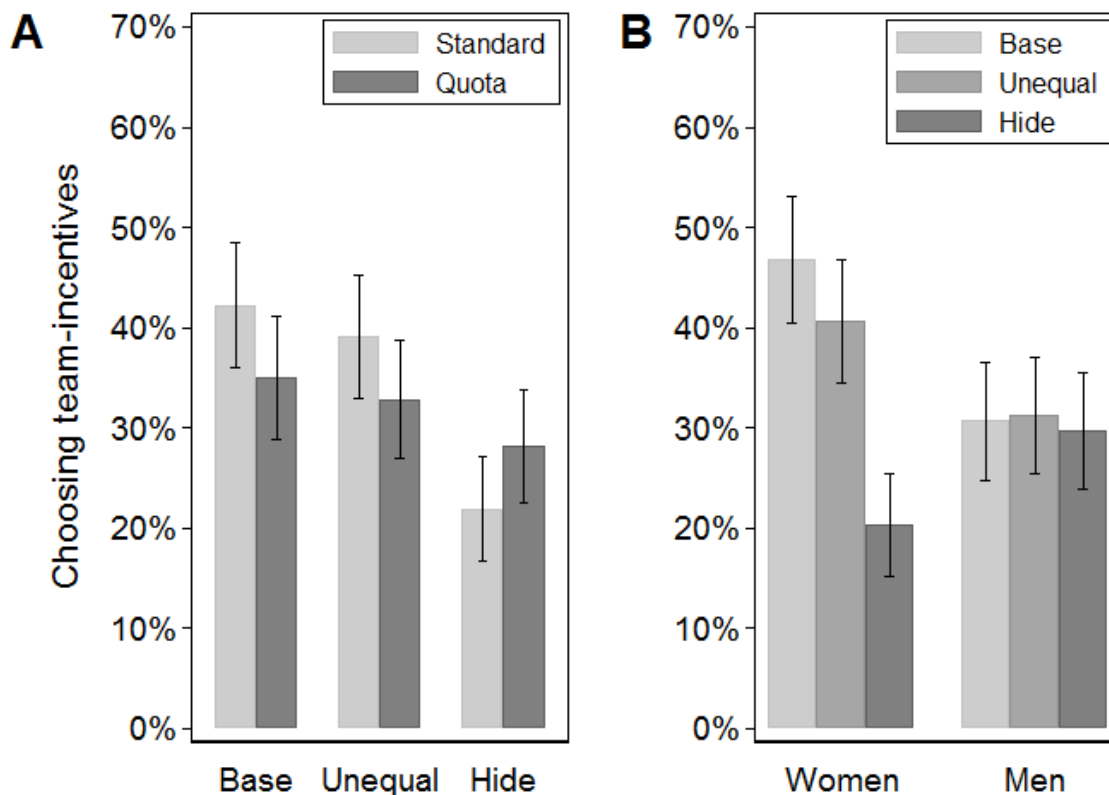 A
Choosing team-incentives
70%
60%
50%
40%
30%
20%
10%
0%
Standard
Quota
Base Unequal Hide
B
70%
60%
50%
40%
30%
20%
10%
0%
Base
Unequal
Hide
Women Men